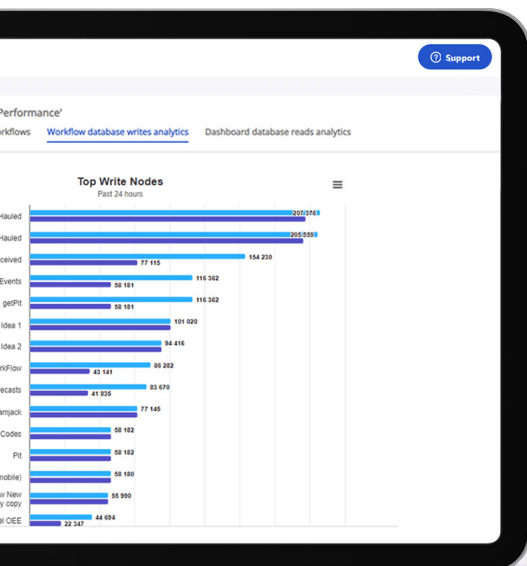 Support
Performance'
rkflows Workflow database writes analytics Dashboard database reads analytics
Top Write Nodes
Past 24 hours
Hauled 207 376
Hauled 205 559
ceived 154 230
77 115
Events 116 362
58 181
getPit 116 362
58 181
Idea 1 101 020
Idea 2 94 416
rkFlow 86 282
43 141
ecasts 83 670
41 835
amjack 77 145
Codes 58 182
Pit 58 182
mobile) 58 180
w New
y copy 55 990
el OEE 44 694
22 347